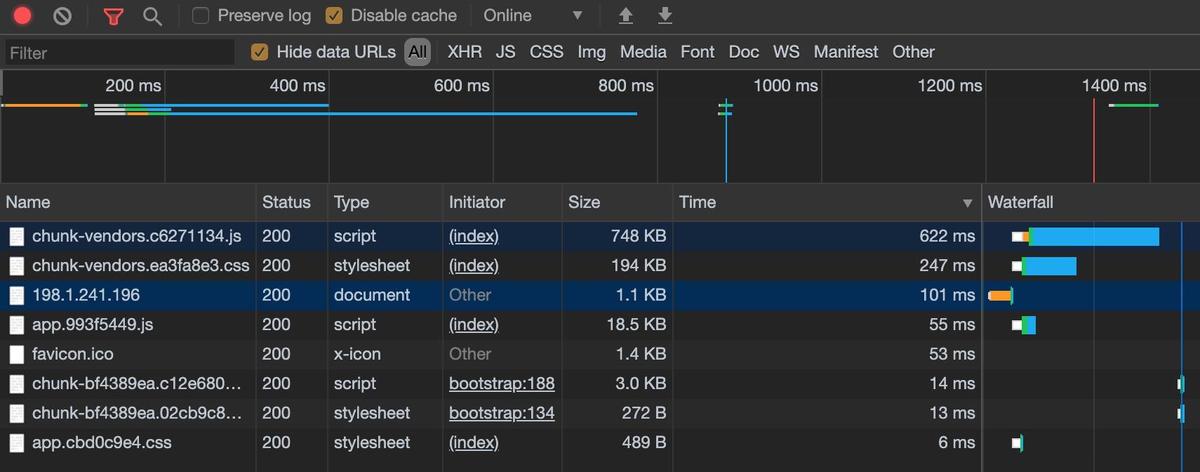 Preserve log Disable cache Online
Filter Hide data URLs All XHR JS CSS Img Media Font Doc WS Manifest Other
200 ms 400 ms 600 ms 800 ms 1000 ms 1200 ms 1400 ms
Name Status Type Initiator Size Time Waterfall
chunk-vendors.c6271134.js 200 script (index) 748 KB 622 ms
chunk-vendors.ea3fa8e3.css 200 stylesheet (index) 194 KB 247 ms
198.1.241.196 200 document Other 1.1 KB 101 ms
app.993f5449.js 200 script (index) 18.5 KB 55 ms
favicon.ico 200 x-icon Other 1.4 KB 53 ms
chunk-bf4389ea.c12e680... 200 script bootstrap:188 3.0 KB 14 ms
chunk-bf4389ea.02cb9c8... 200 stylesheet bootstrap:134 272 B 13 ms
app.cbd0c9e4.css 200 stylesheet (index) 489 B 6 ms